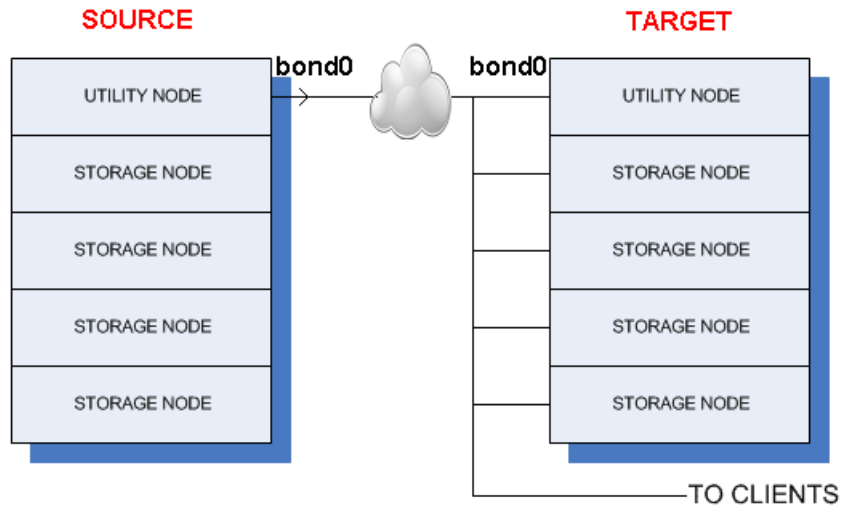 SOURCE
TARGET
bond0
bond0
UTILITY NODE
STORAGE NODE
STORAGE NODE
STORAGE NODE
STORAGE NODE
UTILITY NODE
STORAGE NODE
STORAGE NODE
STORAGE NODE
STORAGE NODE
TO CLIENTS